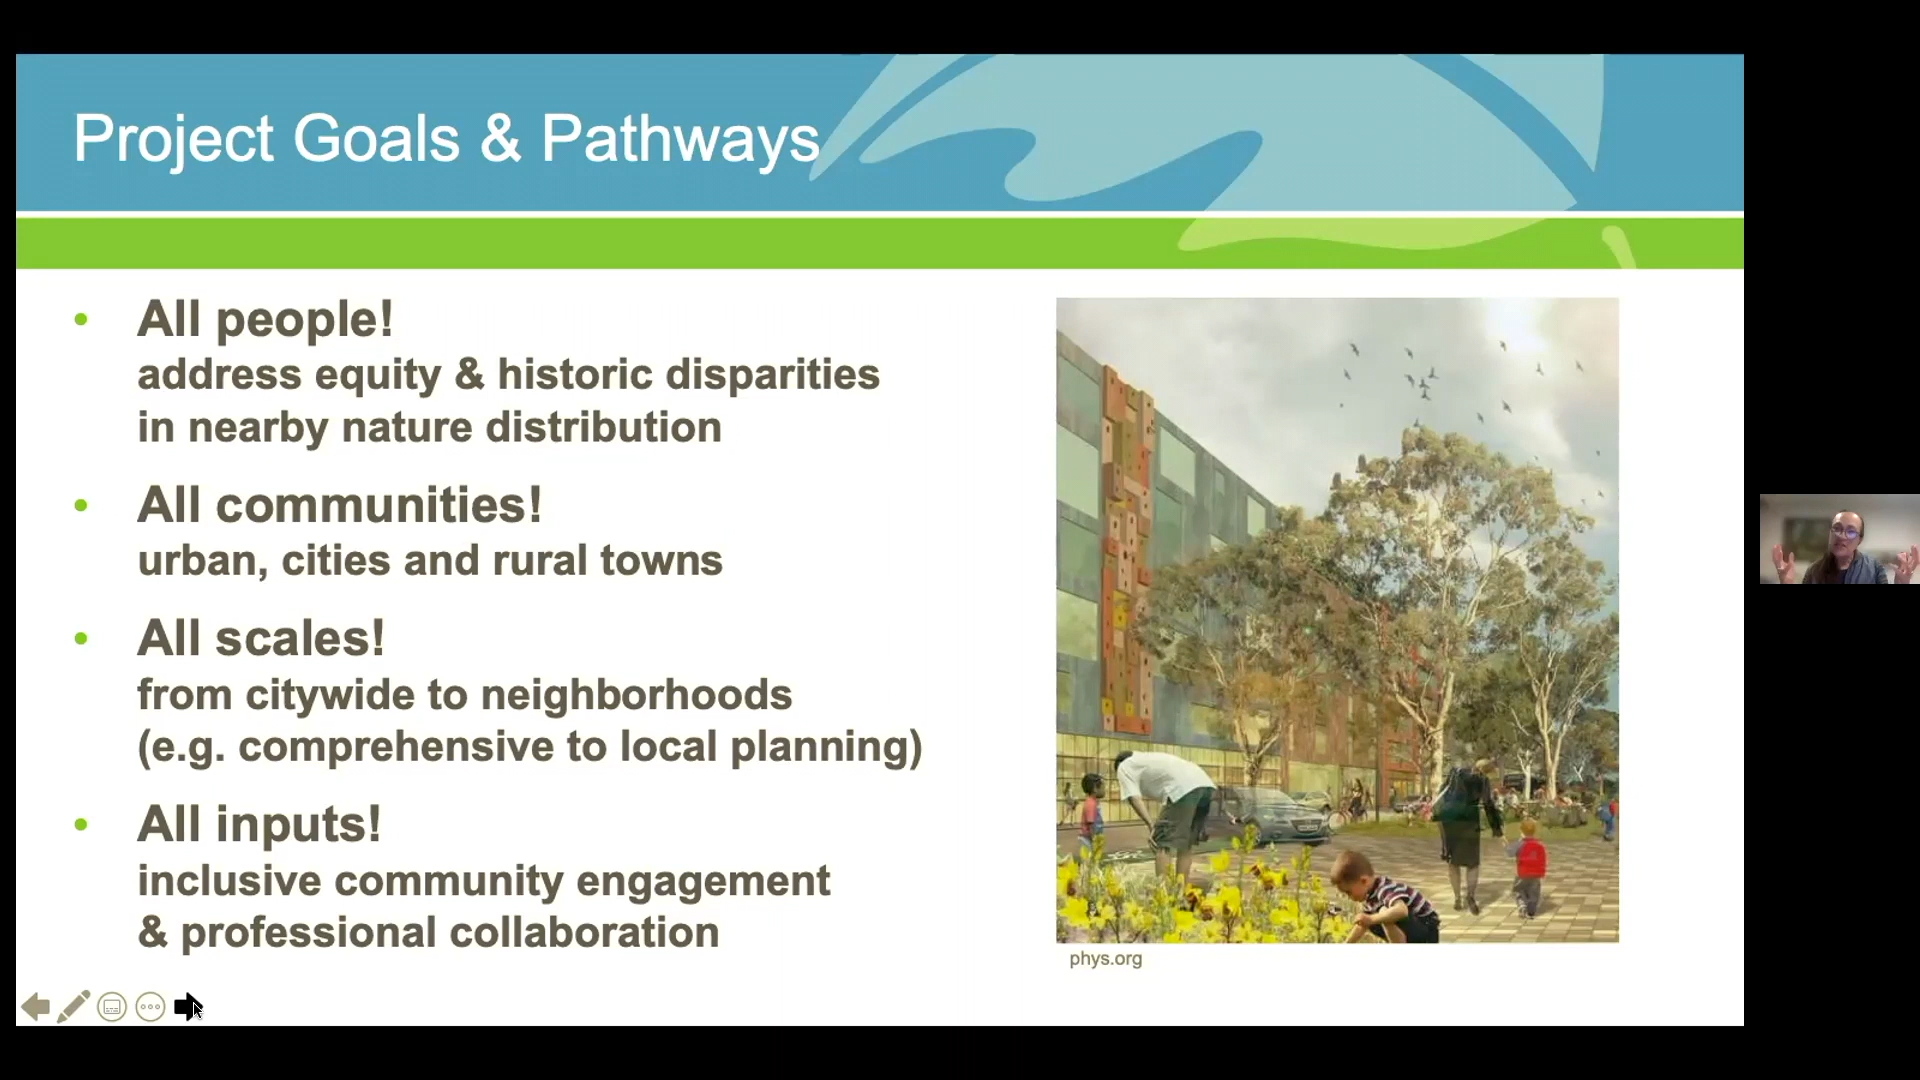 Project Goals & Pathways
• All people!
address equity & historic disparities
in nearby nature distribution
• All communities!
urban, cities and rural towns
• All scales!
from citywide to neighborhoods
(e.g. comprehensive to local planning)
• All inputs!
inclusive community engagement
& professional collaboration
phys.org